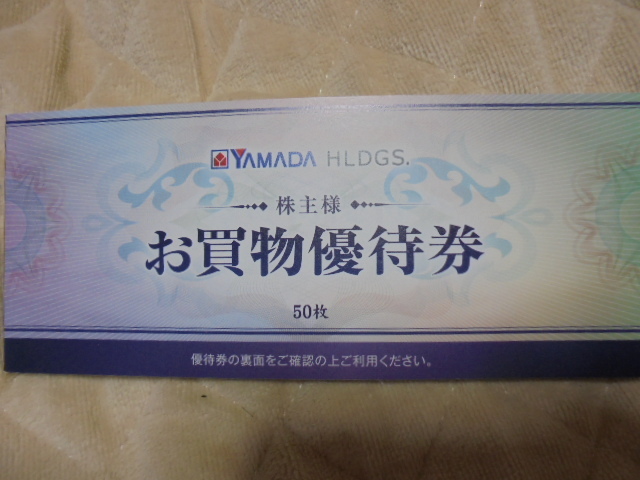 YAMADA HLDGS.
株主様
お買物優待券
50枚
優待券の裏面をご確認の上ご利用ください。